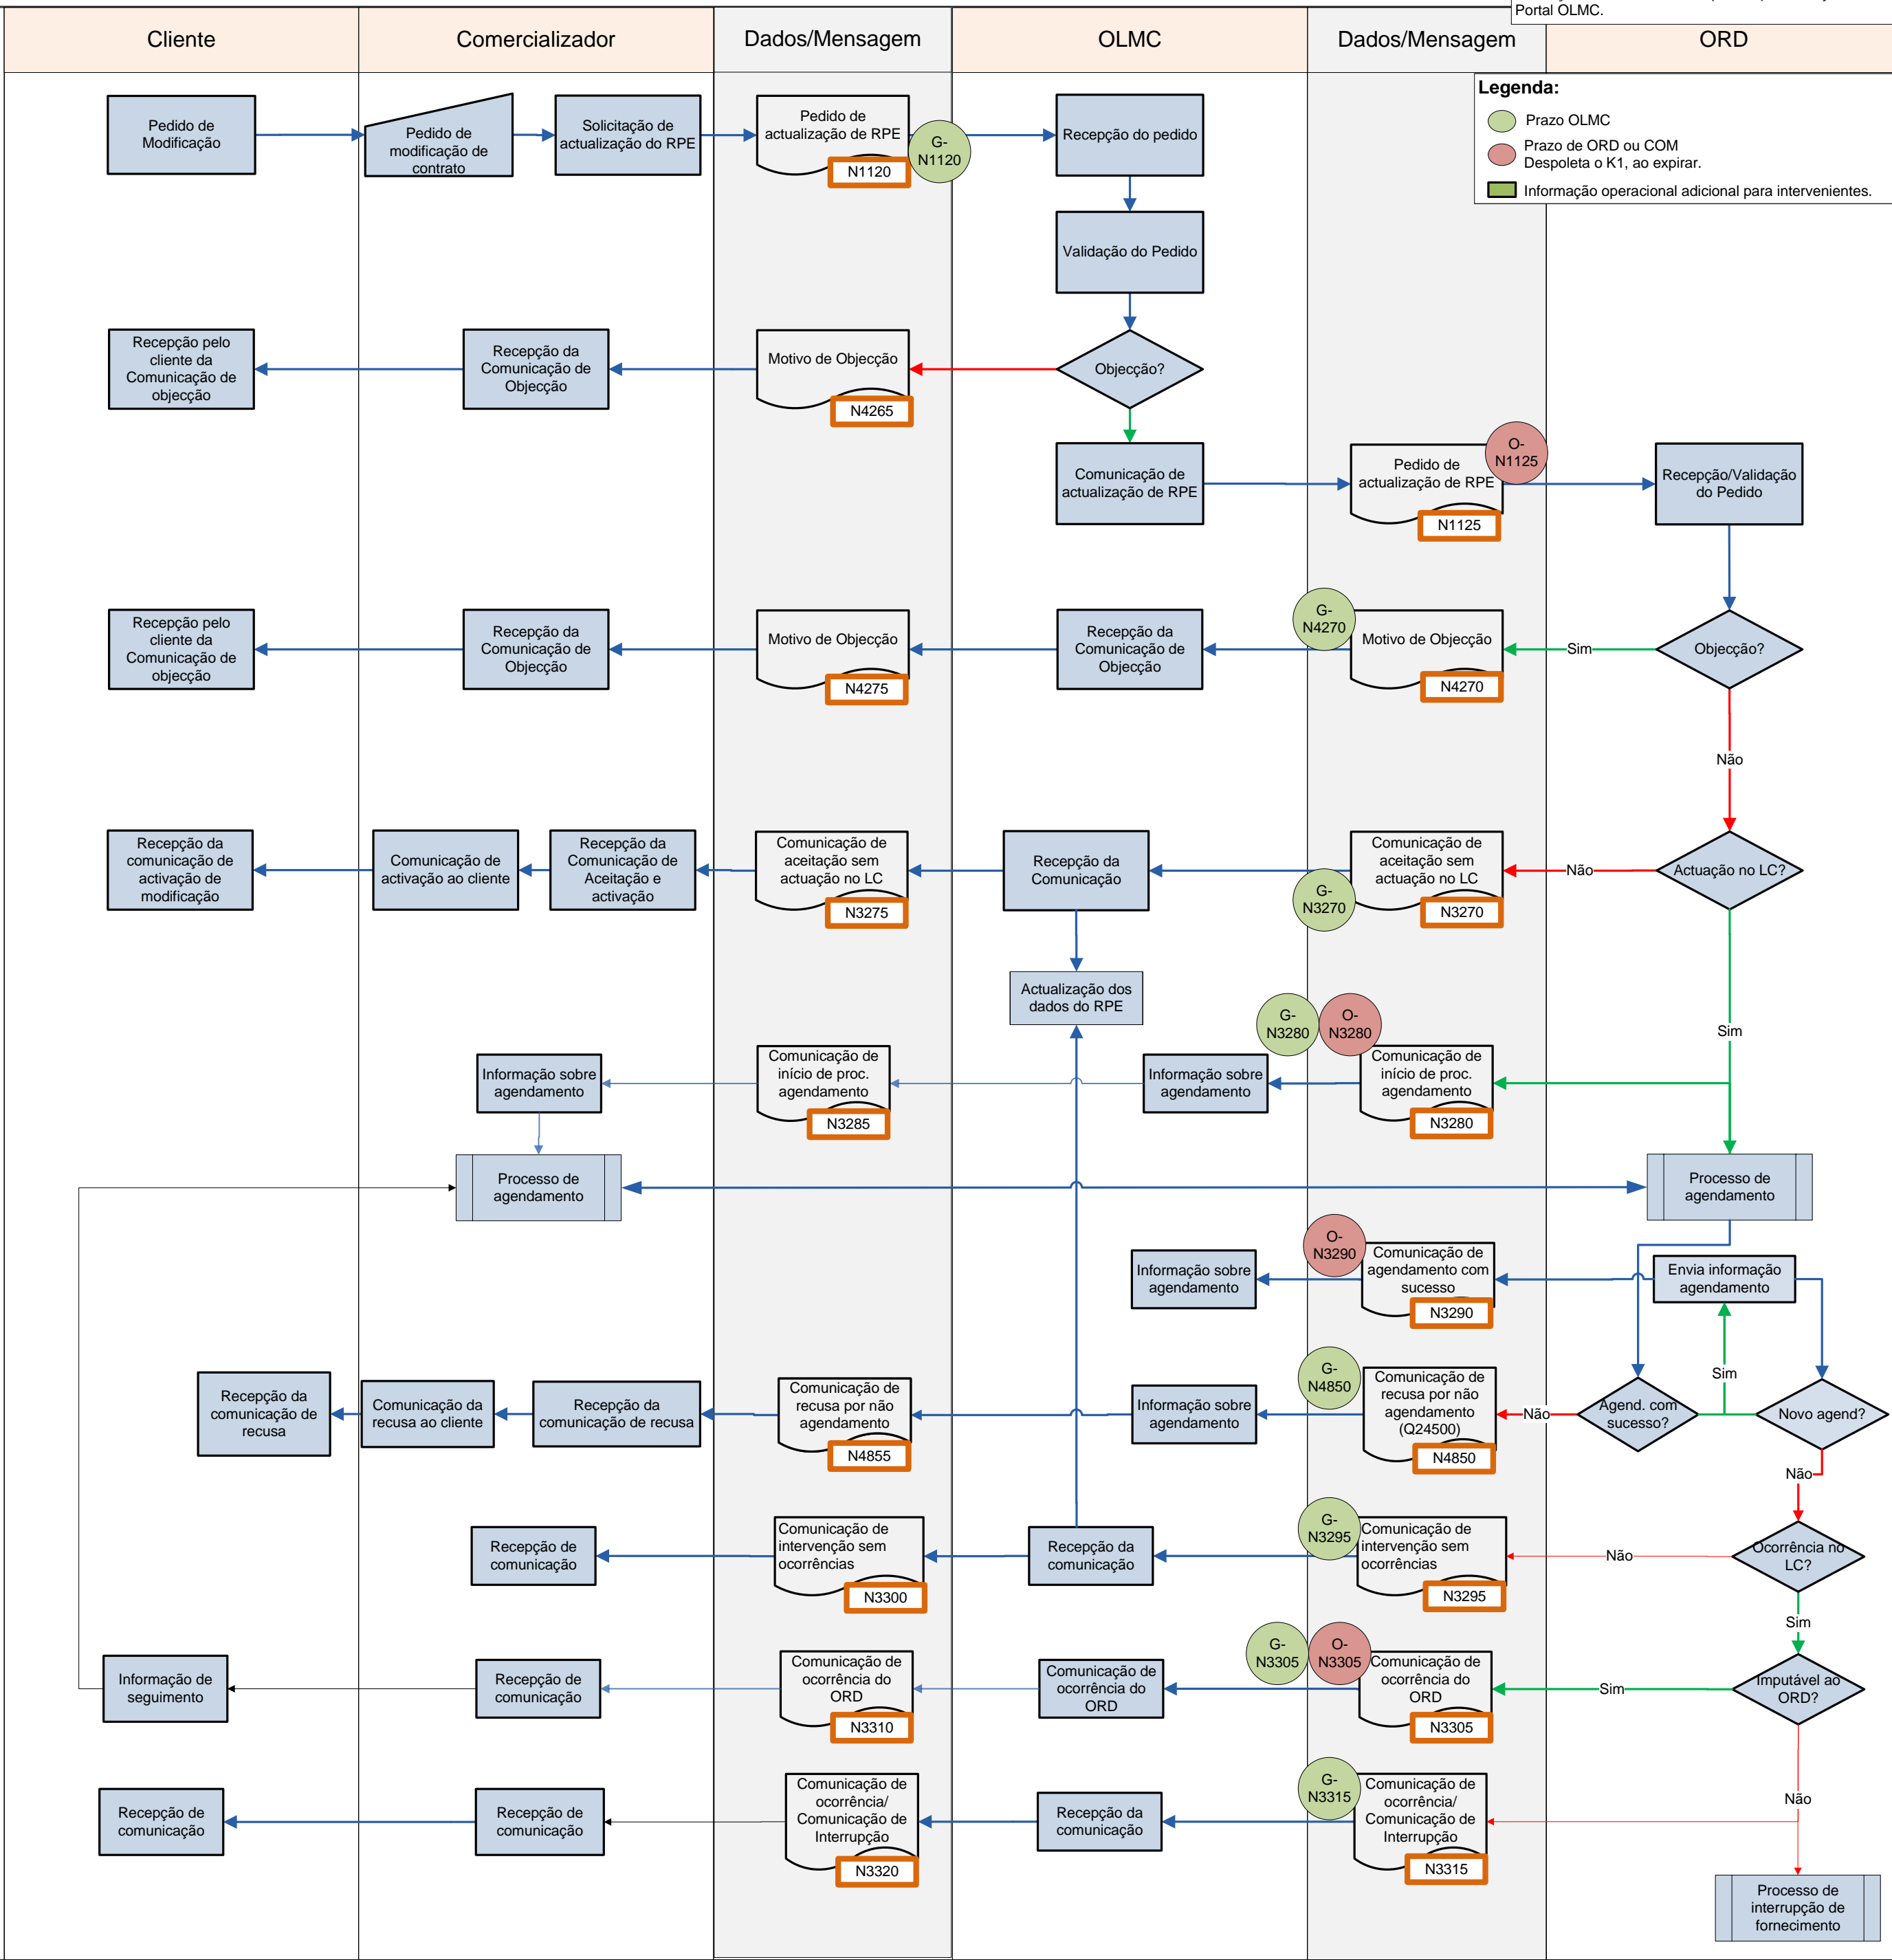 Portal OLMC.
Cliente
Comercializador
Dados/Mensagem
OLMC
Dados/Mensagem
ORD
Legenda:
Prazo OLMC
Prazo de ORD ou COM
Despoleta o K1, ao expirar.
Informação operacional adicional para intervenientes.
Pedido de
Modificação
Pedido de
modificação de
contrato
Solicitação de
actualização do RPE
Pedido de
actualização de RPE
N1120
G-
N1120
Recepção do pedido
Validação do Pedido
Recepção pelo
cliente da
Comunicação de
objecção
Recepção da
Comunicação de
Objecção
Motivo de Objecção
N4265
Objecção?
Comunicação de
actualização de RPE
Pedido de
actualização de RPE
N1125
O-
N1125
Recepção/Validação
do Pedido
Recepção pelo
cliente da
Comunicação de
objecção
Recepção da
Comunicação de
Objecção
Motivo de Objecção
N4275
Recepção da
Comunicação de
Objecção
G-
N4270
Motivo de Objecção
N4270
Sim
Objecção?
Não
Recepção da
comunicação de
activação de
modificação
Comunicação de
activação ao cliente
Recepção da
Comunicação de
Aceitação e
activação
Comunicação de
aceitação sem
actuação no LC
N3275
Recepção da
Comunicação
G-
N3270
Comunicação de
aceitação sem
actuação no LC
N3270
Não
Actuação no LC?
Actualização dos
dados do RPE
Sim
Informação sobre
agendamento
Comunicação de
início de proc.
agendamento
N3285
Informação sobre
agendamento
G-
N3280
O-
N3280
Comunicação de
início de proc.
agendamento
N3280
Processo de
agendamento
Processo de
agendamento
Informação sobre
agendamento
O-
N3290
Comunicação de
agendamento com
sucesso
N3290
Envia informação
agendamento
Sim
Recepção da
comunicação de
recusa
Comunicação da
recusa ao cliente
Recepção da
comunicação de recusa
Comunicação de
recusa por não
agendamento
N4855
Informação sobre
agendamento
G-
N4850
Comunicação de
recusa por não
agendamento
(Q24500)
N4850
Não
Agend. com
sucesso?
Novo agend?
Não
Recepção de
comunicação
Comunicação de
intervenção sem
ocorrências
N3300
Recepção da
comunicação
G-
N3295
Comunicação de
intervenção sem
ocorrências
N3295
Não
Ocorrência no
LC?
Sim
Informação de
seguimento
Recepção de
comunicação
Comunicação de
ocorrência do
ORD
N3310
Comunicação de
ocorrência do
ORD
G-
N3305
O-
N3305
Comunicação de
ocorrência do
ORD
N3305
Sim
Imputável ao
ORD?
Não
Recepção de
comunicação
Recepção de
comunicação
Comunicação de
ocorrência/
Comunicação de
Interrupção
N3320
Recepção da
comunicação
G-
N3315
Comunicação de
ocorrência/
Comunicação de
Interrupção
N3315
Processo de
interrupção de
fornecimento